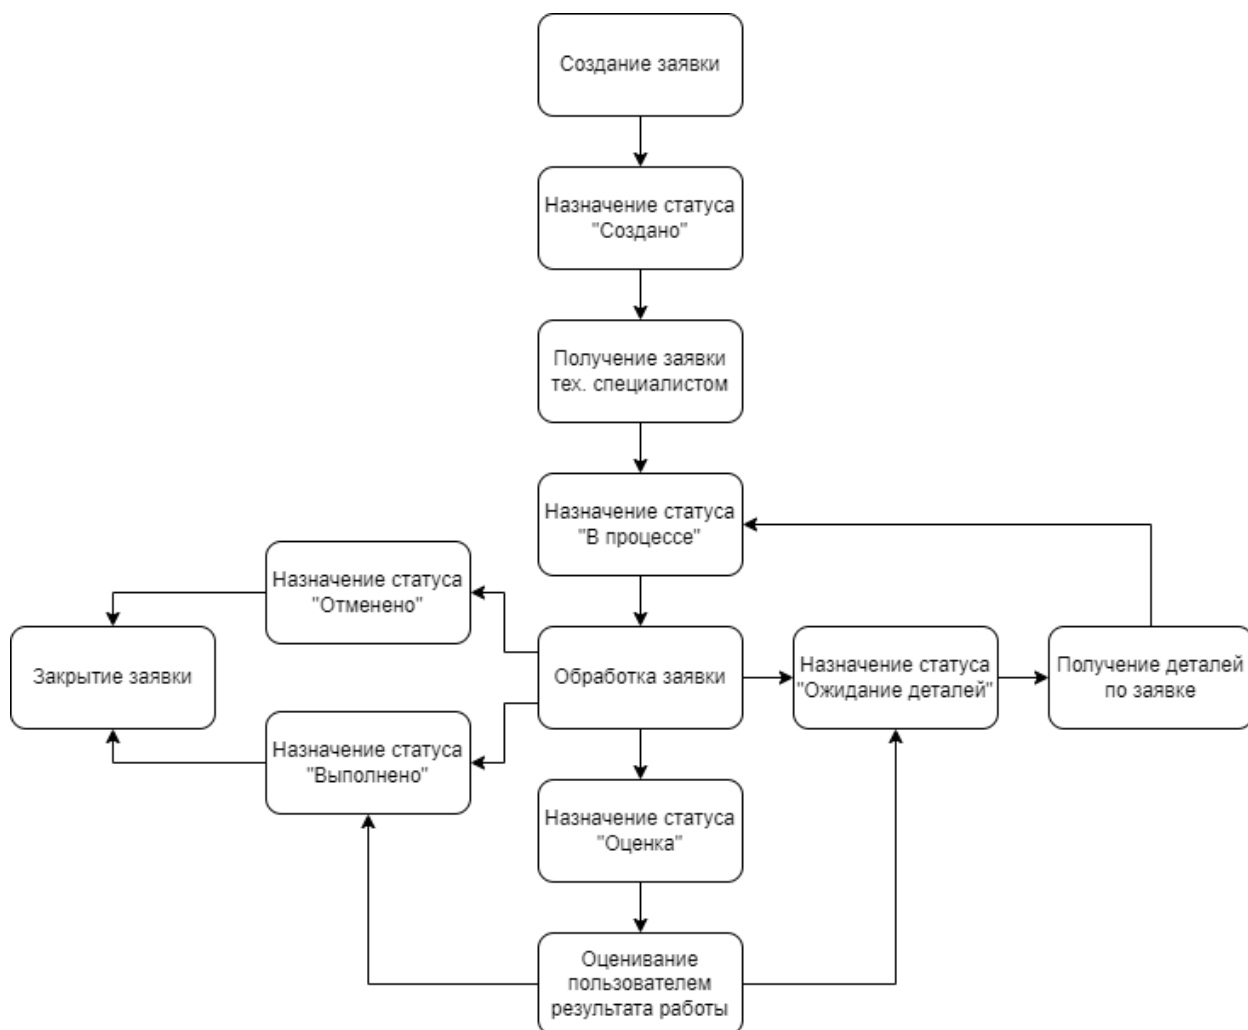 Создание заявки
Назначение статуса
"Создано"
Получение заявки
тех. специалистом
Назначение статуса
"В процессе"
Назначение статуса
"Отменено"
Закрытие заявки
Обработка заявки
Назначение статуса
"Ожидание деталей"
Получение деталей
по заявке
Назначение статуса
"Выполнено"
Назначение статуса
"Оценка"
Оценивание
пользователем
результата работы